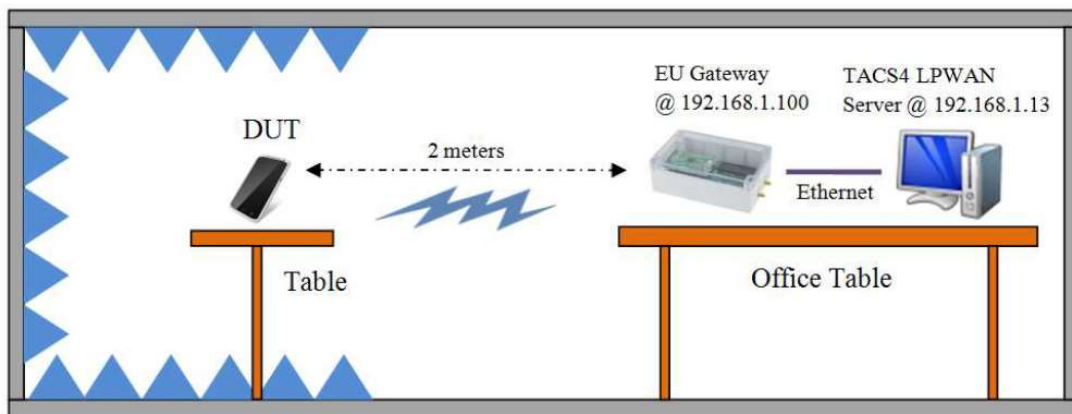 EU Gateway
@ 192.168.1.100
TACS4 LPWAN
Server @ 192.168.1.13
DUT
2 meters
Ethernet
Table
Office Table